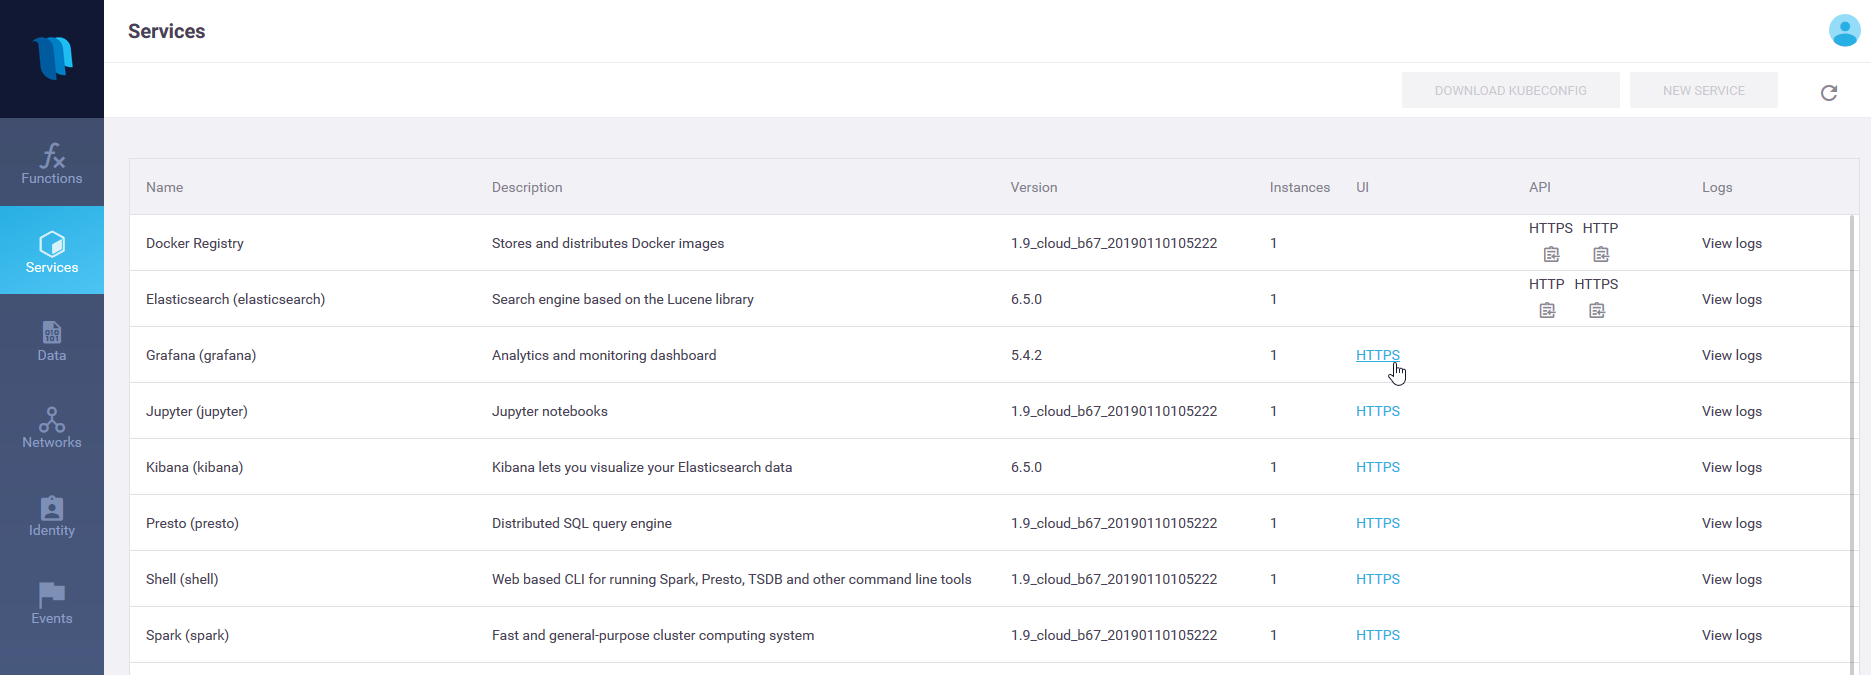 Services
DOWNLOAD KUBECONFIG NEW SERVICE
Functions
Services
Data
Networks
Identity
Events
Name Description Version Instances UI API Logs
Docker Registry Stores and distributes Docker images 1.9_cloud_b67_20190110105222 1 HTTPS HTTP View logs
Elasticsearch (elasticsearch) Search engine based on the Lucene library 6.5.0 1 HTTP HTTPS View logs
Grafana (grafana) Analytics and monitoring dashboard 5.4.2 1 HTTPS View logs
Jupyter (jupyter) Jupyter notebooks 1.9_cloud_b67_20190110105222 1 HTTPS View logs
Kibana (kibana) Kibana lets you visualize your Elasticsearch data 6.5.0 1 HTTPS View logs
Presto (presto) Distributed SQL query engine 1.9_cloud_b67_20190110105222 1 HTTPS View logs
Shell (shell) Web based CLI for running Spark, Presto, TSDB and other command line tools 1.9_cloud_b67_20190110105222 1 HTTPS View logs
Spark (spark) Fast and general-purpose cluster computing system 1.9_cloud_b67_20190110105222 1 HTTPS View logs